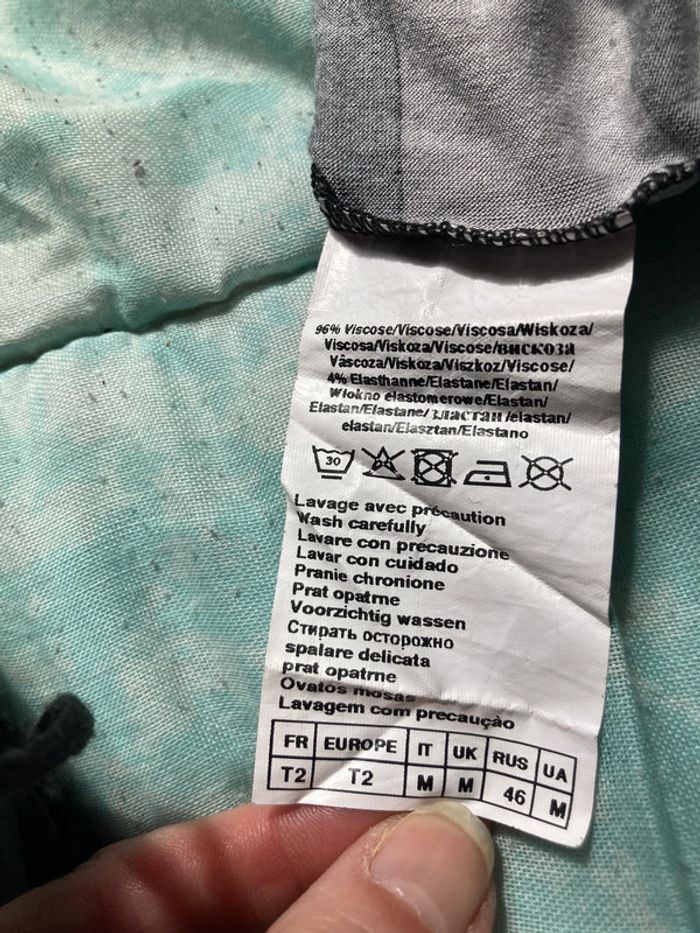 96% Viscose/Viscose/Viscosa/Wiskoza/
Viscosa/Viskoza/Viscose/вискоза
Vâscoza/Viskoza/Viszkoz/Viscose/
4% Elasthanne/Elastane/Elastan/
Włokno elastomerowe/Elastan/
Elastan/Elastane/эластан/elastan/
elastan/Elasztan/Elastano
30
Lavage avec précaution
Wash carefully
Lavare con precauzione
Lavar con cuidado
Pranie chronione
Prat opatrne
Voorzichtig wassen
Стирать осторожно
spalare delicata
prat opatrne
Ovatos mosas
Lavagem com precaução
FR EUROPE IT UK RUS UA
T2 T2 M M 46 M